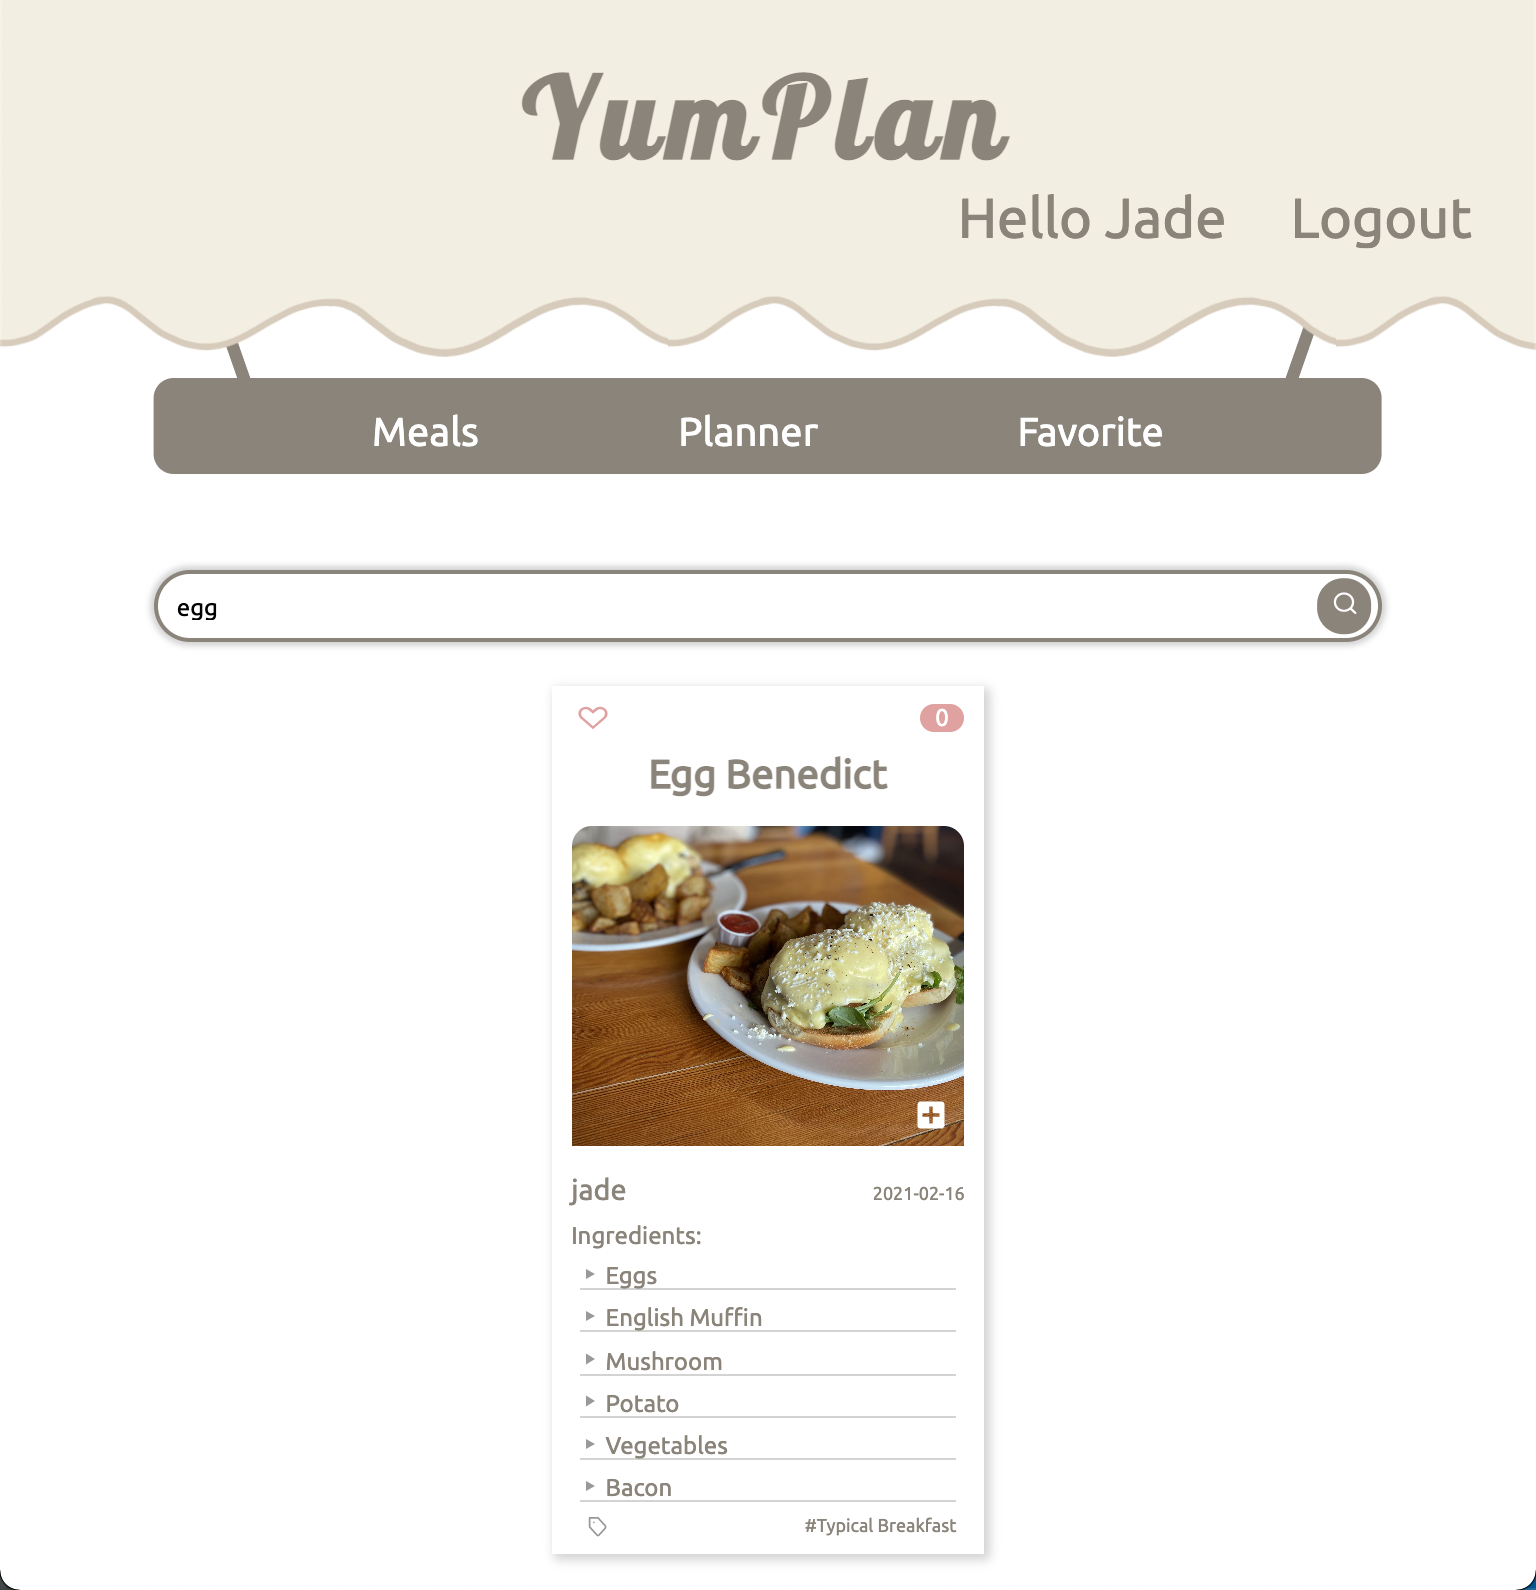 YumPlan
Hello Jade Logout
Meals Planner Favorite
egg
0
Egg Benedict
jade 2021-02-16
Ingredients:
Eggs
English Muffin
Mushroom
Potato
Vegetables
Bacon
#Typical Breakfast